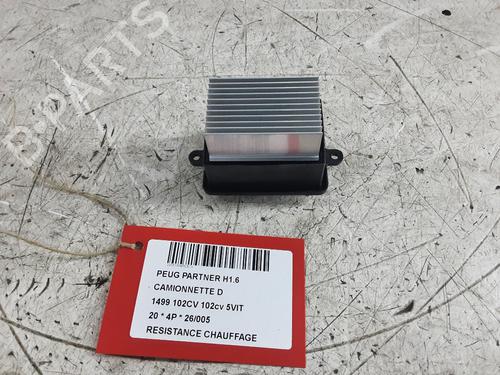 B-PARTS
PEUG PARTNER H1.6
CAMIONNETTE D
1499 102CV 102cv 5VIT
20 * 4P * 26/005
RESISTANCE CHAUFFAGE